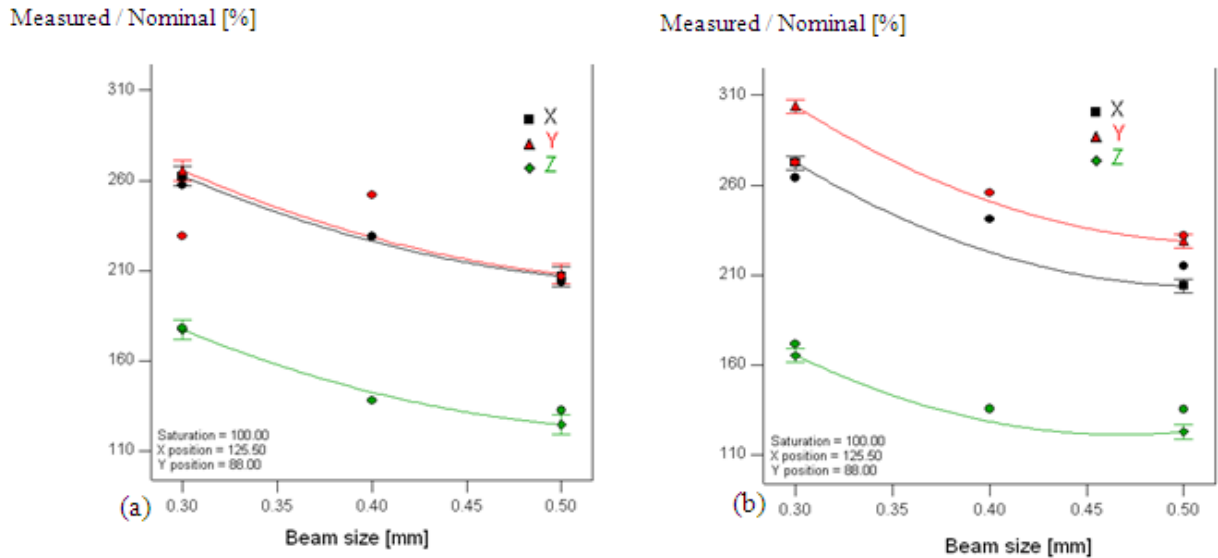 Measured / Nominal [%]
310
260
210
160
110
X
Y
Z
Saturation = 100.00
X position = 125.50
Y position = 88.00
(a)
0.30
0.35
0.40
0.45
0.50
Beam size [mm]
Measured / Nominal [%]
310
260
210
160
110
X
Y
Z
Saturation = 100.00
X position = 125.50
Y position = 88.00
(b)
0.30
0.35
0.40
0.45
0.50
Beam size [mm]